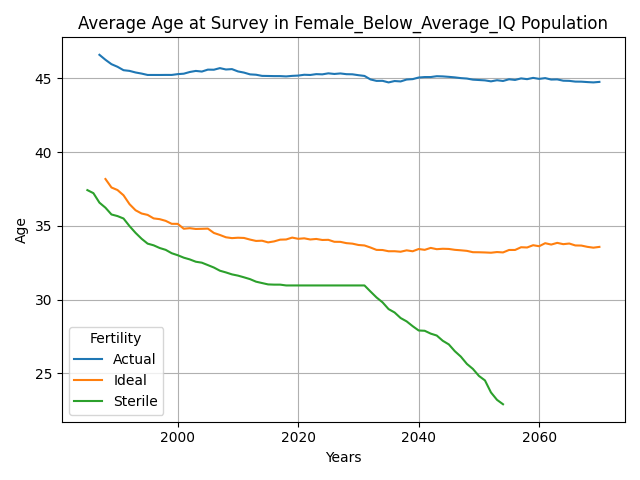 Average Age at Survey in Female_Below_Average_IQ Population
Age
45
40
35
30
25
Fertility
Actual
Ideal
Sterile
2000 2020 2040 2060
Years